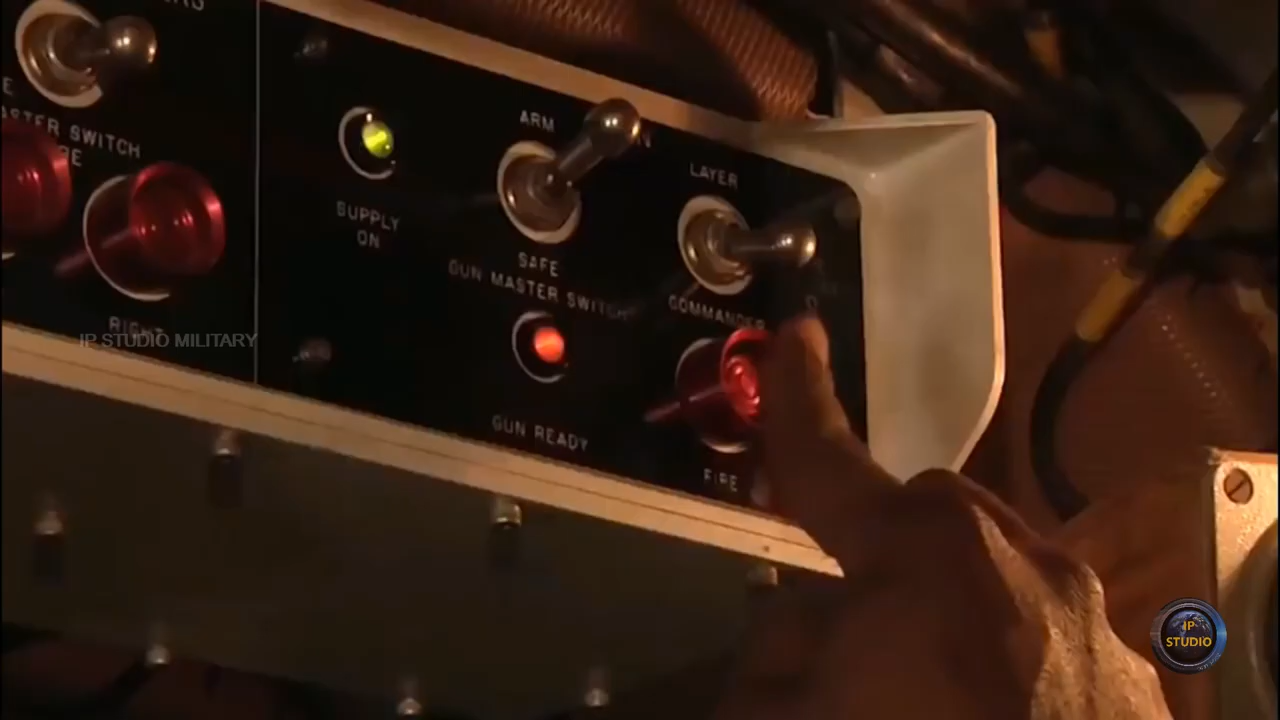 ARM
LAYER
MASTER SWITCH
SUPPLY
ON
SAFE
GUN MASTER SWITCH
COMMANDER
RIGHT
IP STUDIO MILITARY
GUN READY
FIRE
IP
STUDIO